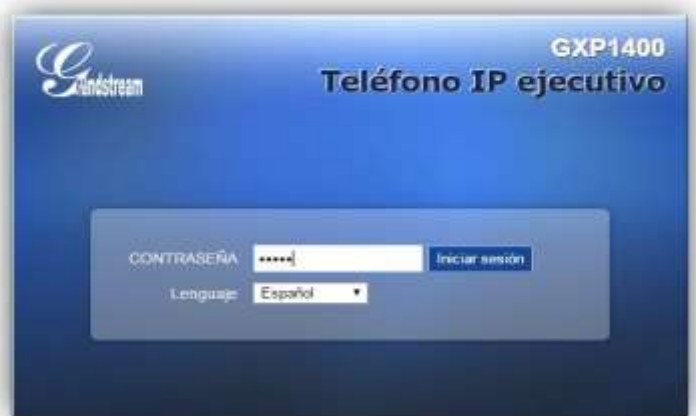 GXP1400
Grandstream
Teléfono IP ejecutivo
CONTRASEÑA •••••
Iniciar sesión
Lenguaje Español